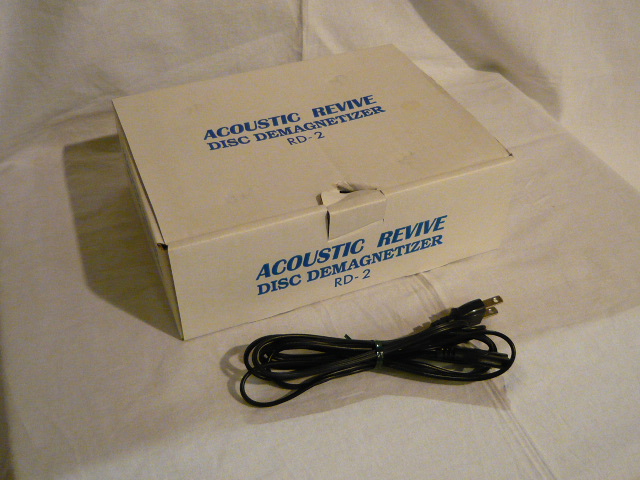 ACOUSTIC REVIVE
DISC DEMAGNETIZER
RD-2
ACOUSTIC REVIVE
DISC DEMAGNETIZER
RD-2